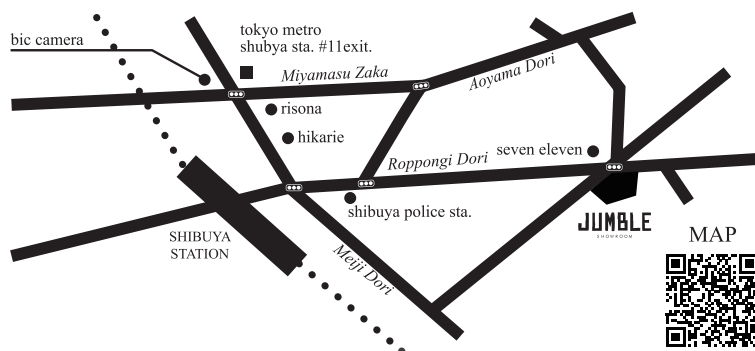 bic camera
tokyo metro
shubya sta. #11exit.
Miyamasu Zaka
Aoyama Dori
risona
hikarie
seven eleven
Roppongi Dori
shibuya police sta.
SHIBUYA
STATION
Meiji Dori
JUMBLE
SHOWROOM
MAP